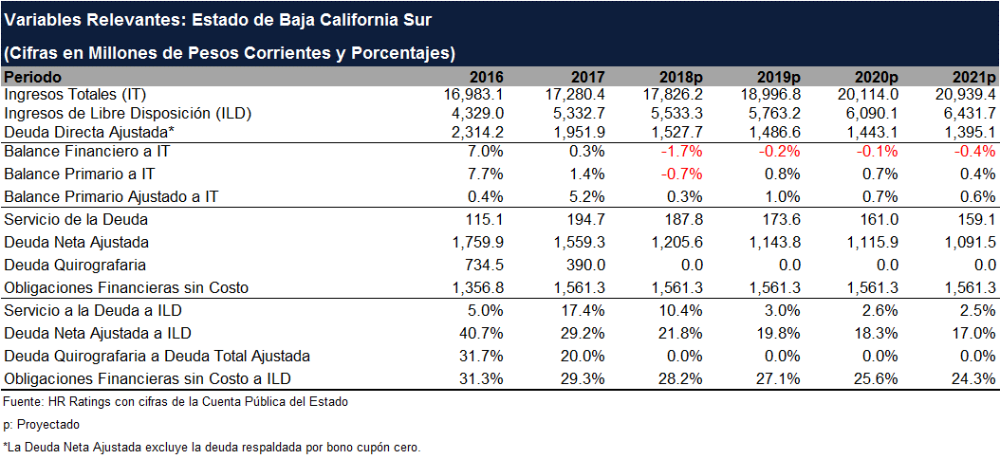 Variables Relevantes: Estado de Baja California Sur
(Cifras en Millones de Pesos Corrientes y Porcentajes)
Periodo 2016 2017 2018p 2019p 2020p 2021p
Ingresos Totales (IT) 16,983.1 17,280.4 17,826.2 18,996.8 20,114.0 20,939.4
Ingresos de Libre Disposición (ILD) 4,329.0 5,332.7 5,533.3 5,763.2 6,090.1 6,431.7
Deuda Directa Ajustada* 2,314.2 1,951.9 1,527.7 1,486.6 1,443.1 1,395.1
Balance Financiero a IT 7.0% 0.3% -1.7% -0.2% -0.1% -0.4%
Balance Primario a IT 7.7% 1.4% -0.7% 0.8% 0.7% 0.4%
Balance Primario Ajustado a IT 0.4% 5.2% 0.3% 1.0% 0.7% 0.6%
Servicio de la Deuda 115.1 194.7 187.8 173.6 161.0 159.1
Deuda Neta Ajustada 1,759.9 1,559.3 1,205.6 1,143.8 1,115.9 1,091.5
Deuda Quirografaria 734.5 390.0 0.0 0.0 0.0 0.0
Obligaciones Financieras sin Costo 1,356.8 1,561.3 1,561.3 1,561.3 1,561.3 1,561.3
Servicio a la Deuda a ILD 5.0% 17.4% 10.4% 3.0% 2.6% 2.5%
Deuda Neta Ajustada a ILD 40.7% 29.2% 21.8% 19.8% 18.3% 17.0%
Deuda Quirografaria a Deuda Total Ajustada 31.7% 20.0% 0.0% 0.0% 0.0% 0.0%
Obligaciones Financieras sin Costo a ILD 31.3% 29.3% 28.2% 27.1% 25.6% 24.3%
Fuente: HR Ratings con cifras de la Cuenta Pública del Estado
p: Proyectado
*La Deuda Neta Ajustada excluye la deuda respaldada por bono cupón cero.